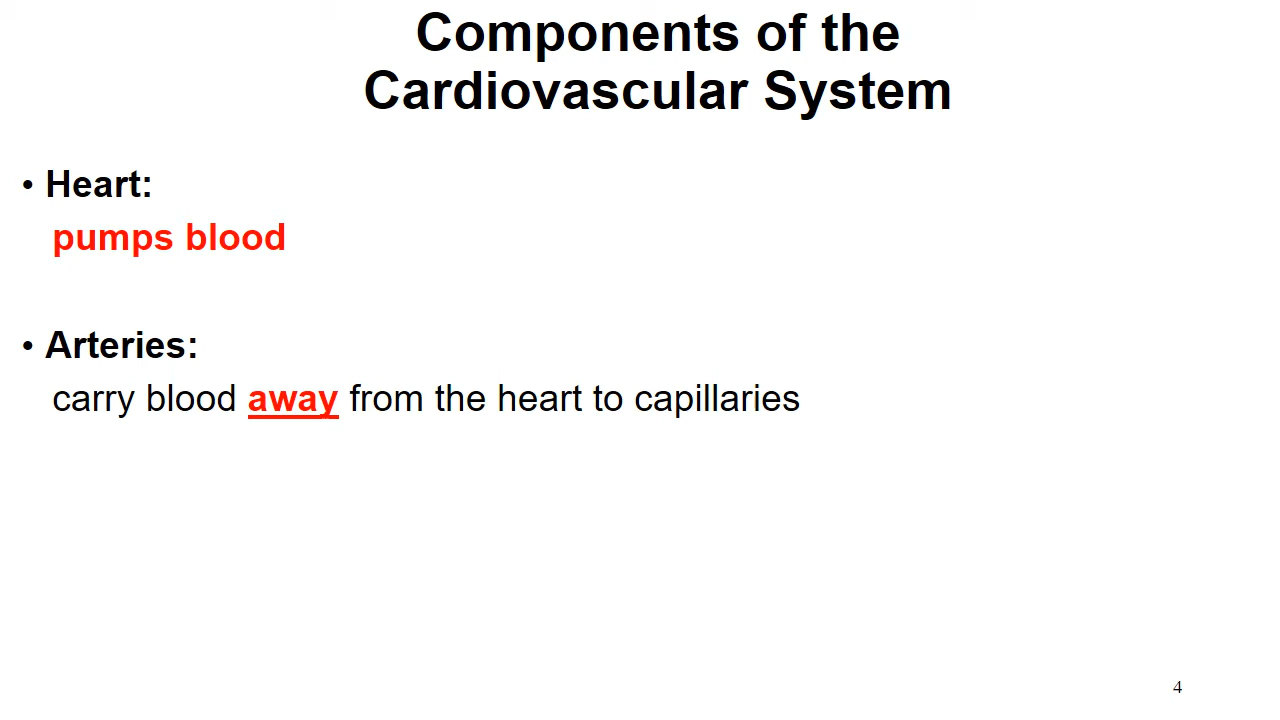 Components of the
Cardiovascular System
• Heart:
pumps blood
• Arteries:
carry blood away from the heart to capillaries
4